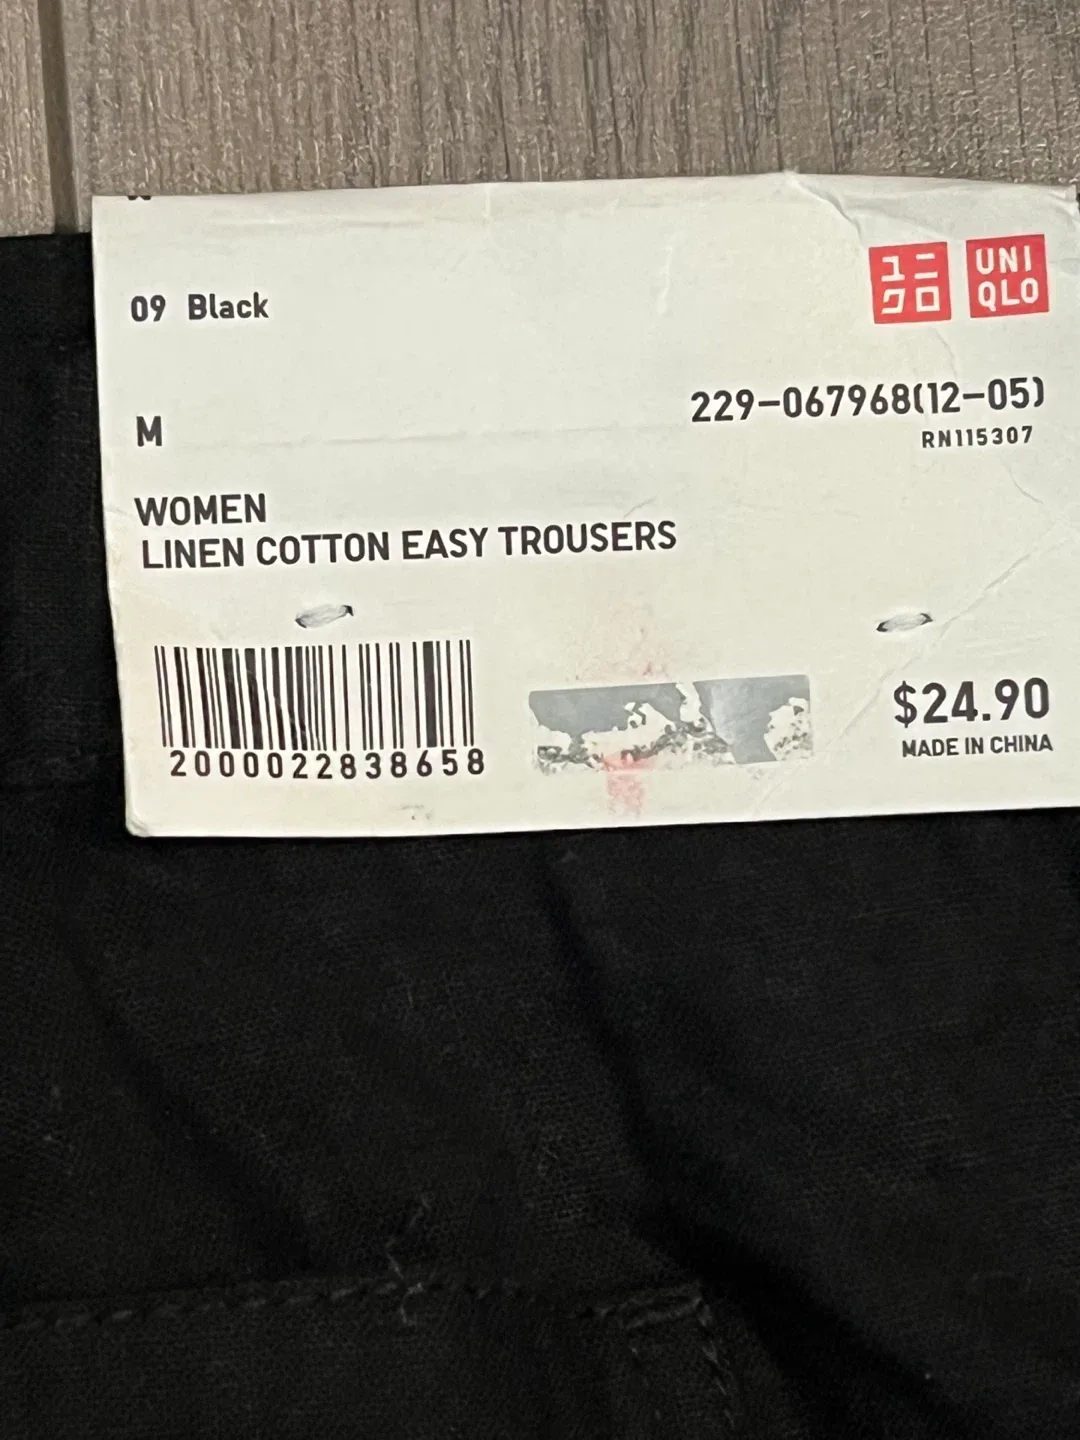 09 Black
ユニ
クロ
UNI
QLO
M
229-067968(12-05)
RN115307
WOMEN
LINEN COTTON EASY TROUSERS
2000022838658
$24.90
MADE IN CHINA